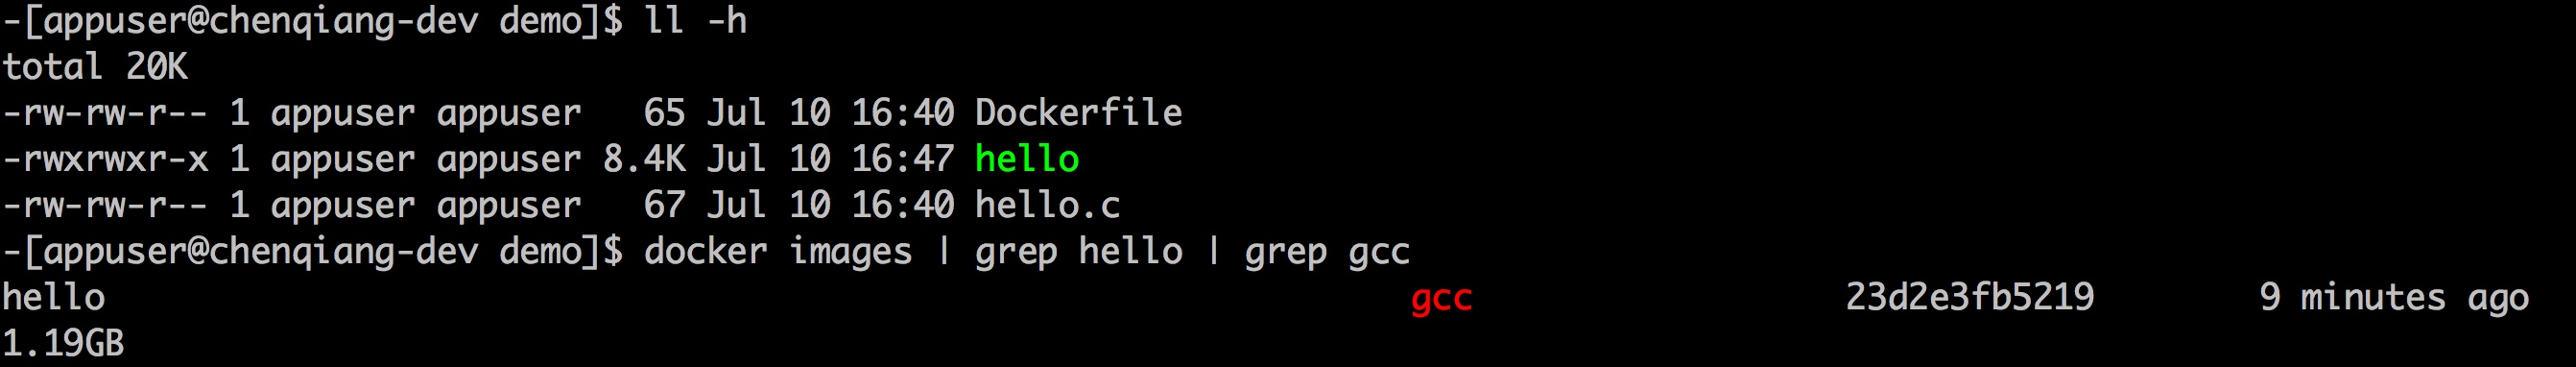 -[appuser@chenqiang-dev demo]$ ll -h
total 20K
-rw-rw-r-- 1 appuser appuser   65 Jul 10 16:40 Dockerfile
-rwxrwxr-x 1 appuser appuser 8.4K Jul 10 16:47 hello
-rw-rw-r-- 1 appuser appuser   67 Jul 10 16:40 hello.c
-[appuser@chenqiang-dev demo]$ docker images | grep hello | grep gcc
hello                                                               gcc                  23d2e3fb5219        9 minutes ago
1.19GB